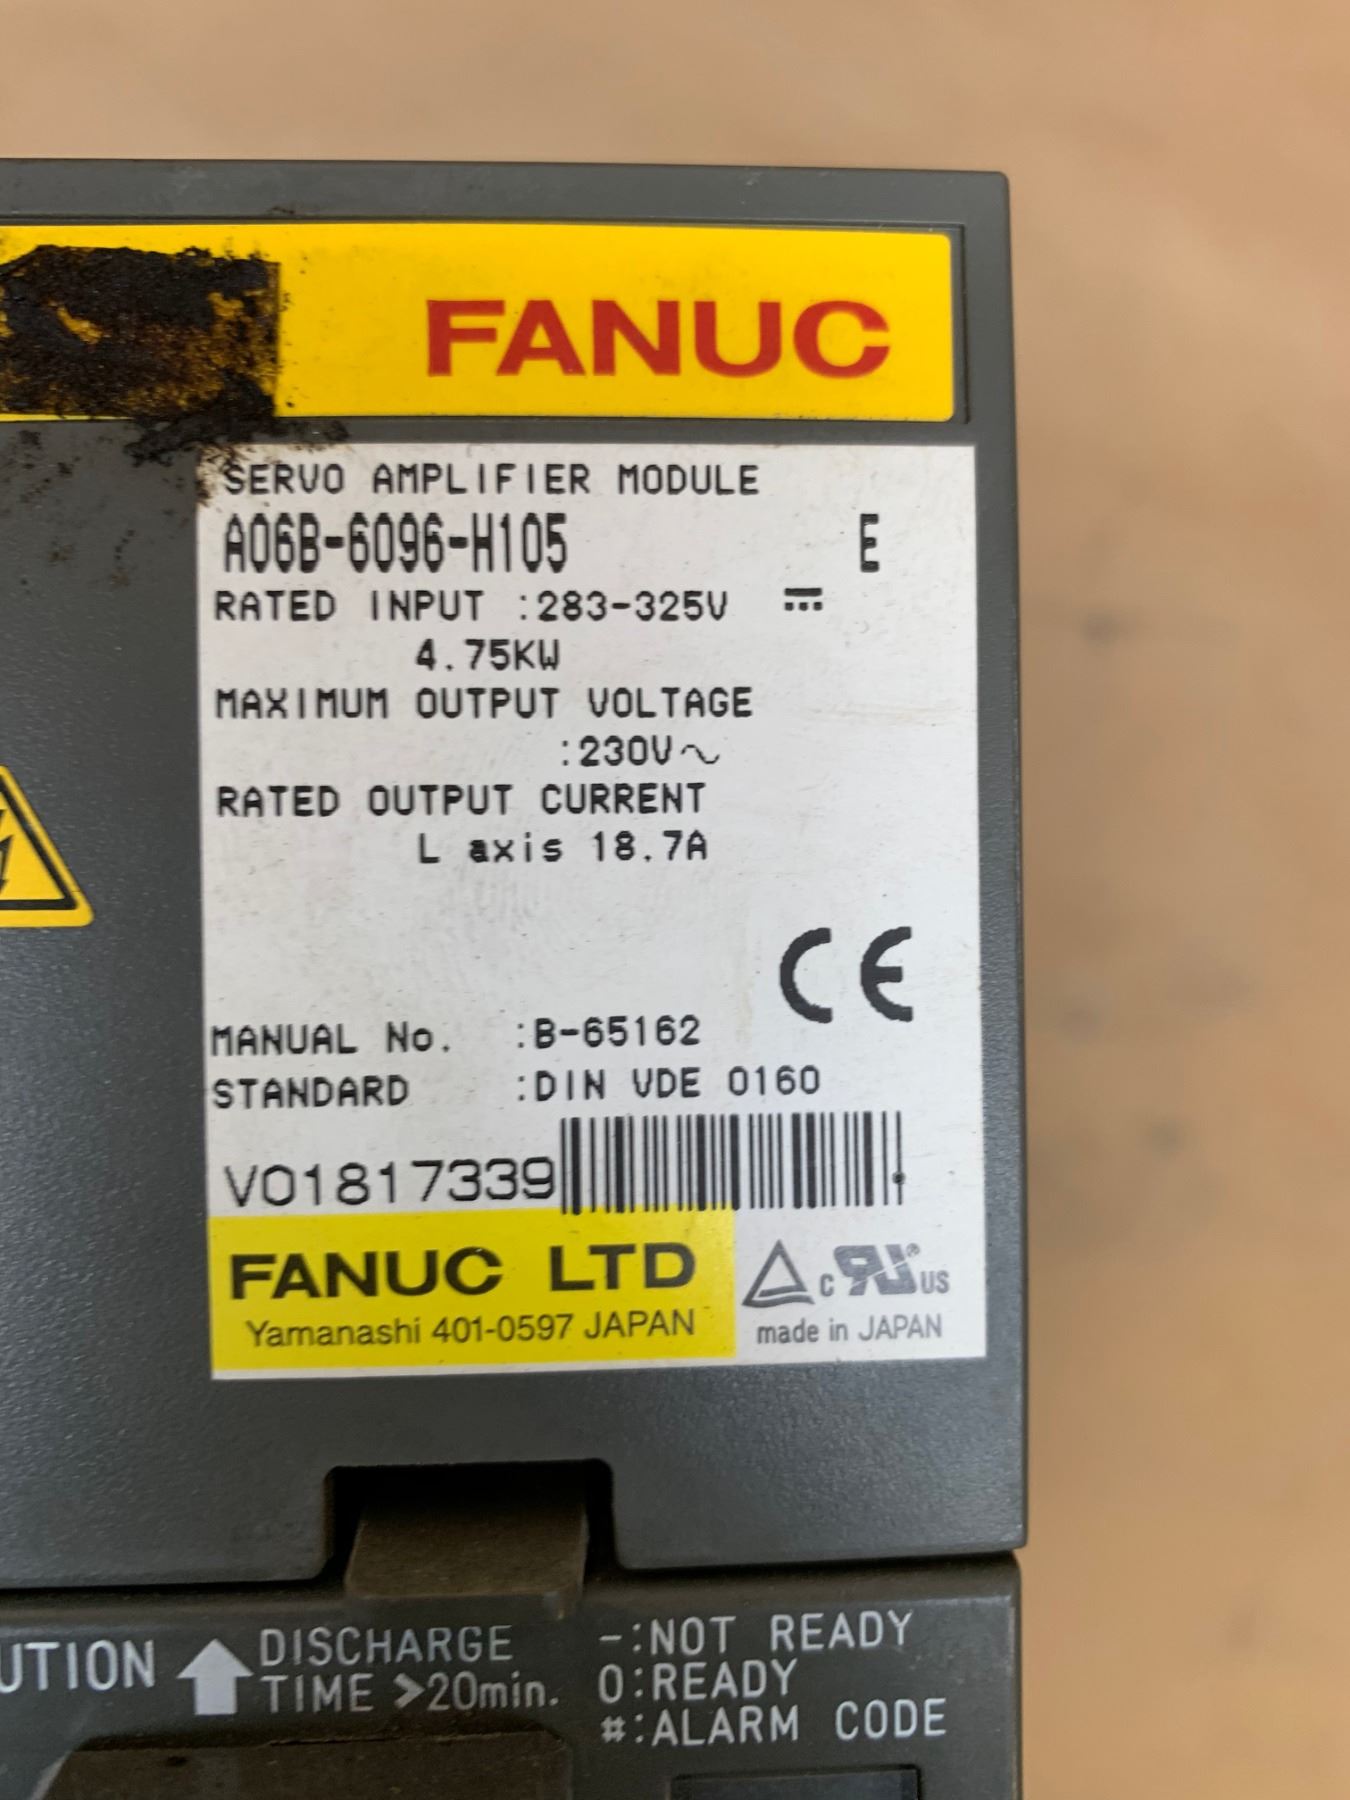 FANUC
SERVO AMPLIFIER MODULE
A06B-6096-H105 E
RATED INPUT :283-325V ⎓
4.75KW
MAXIMUM OUTPUT VOLTAGE
:230V~
RATED OUTPUT CURRENT
L axis 18.7A
CE
MANUAL No. :B-65162
STANDARD :DIN VDE 0160
V01817339
FANUC LTD
Yamanashi 401-0597 JAPAN
c RU US
made in JAPAN
UTION
DISCHARGE
TIME >20min.
-:NOT READY
0:READY
#:ALARM CODE